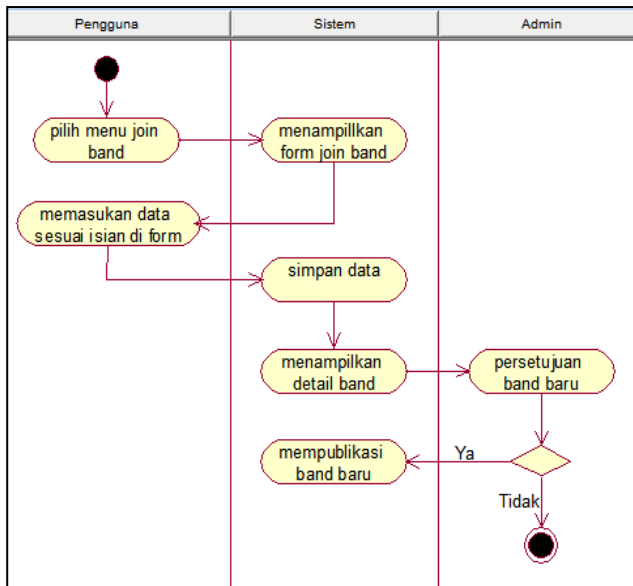 Pengguna
Sistem
Admin
pilih menu join
band
menampillkan
form join band
memasukan data
sesuai isian di form
simpan data
menampilkan
detail band
persetujuan
band baru
mempublikasi
band baru
Ya
Tidak